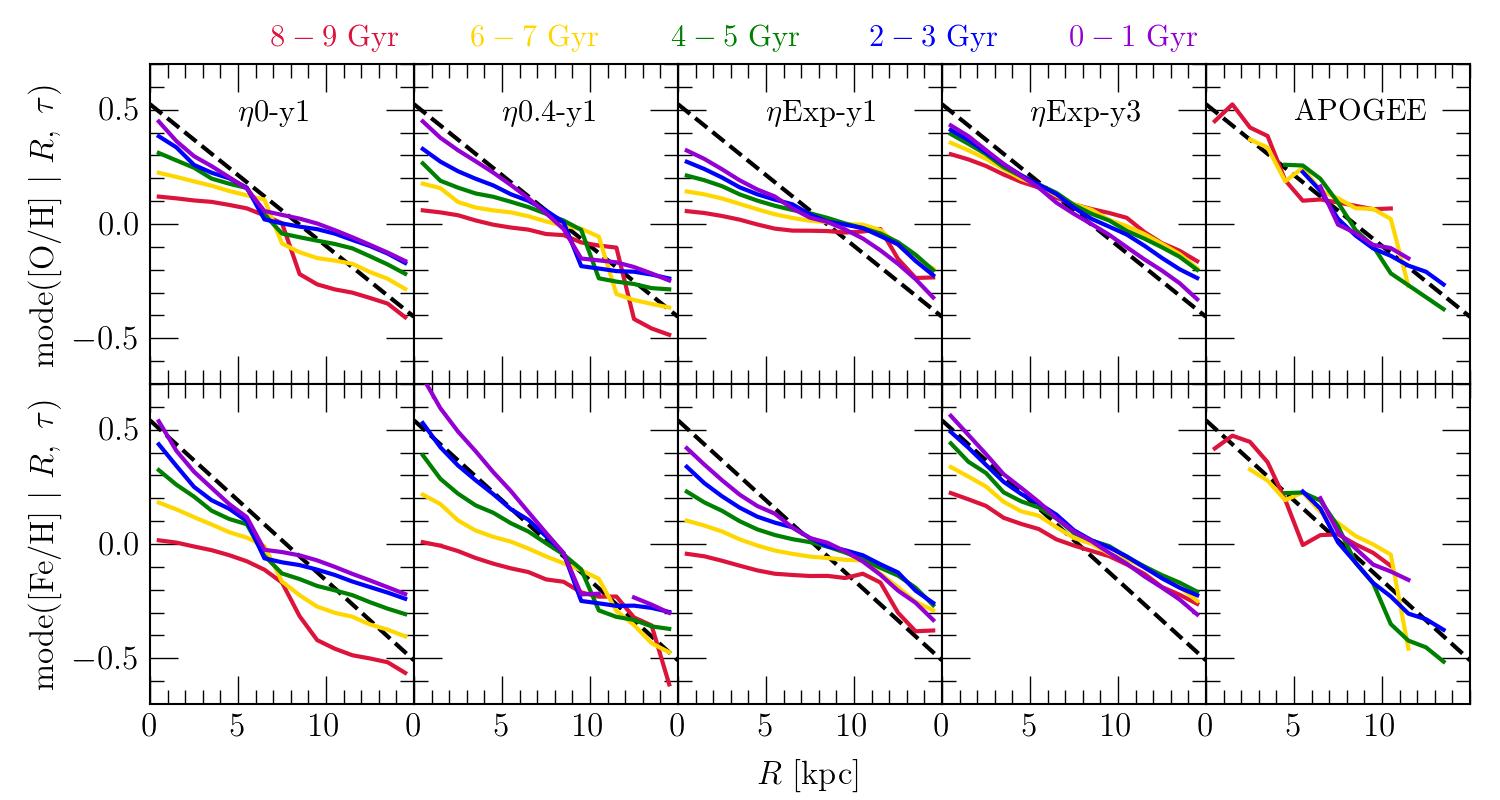 8 − 9 Gyr 6 − 7 Gyr 4 − 5 Gyr 2 − 3 Gyr 0 − 1 Gyr
η0-y1 η0.4-y1 ηExp-y1 ηExp-y3 APOGEE
mode([O/H] | R, τ)
0.5
0.0
−0.5
mode([Fe/H] | R, τ)
0.5
0.0
−0.5
0 5 10 0 5 10 0 5 10 0 5 10 0 5 10
R [kpc]